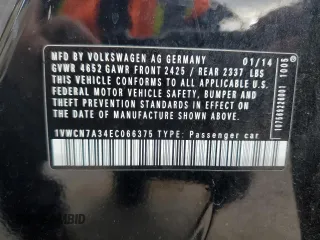 MFD BY VOLKSWAGEN AG GERMANY 01/14
GVWR 4652 GAWR FRONT 2425 / REAR 2337 LBS
THIS VEHICLE CONFORMS TO ALL APPLICABLE U.S.
FEDERAL MOTOR VEHICLE SAFETY,
BUMPER AND THEFT PREVENTION STANDARDS IN EFFECT ON
THE DATE OF MANUFACTURE SHOWN ABOVE.
1VWCN7A34EC066375 TYPE: Passenger car
1005